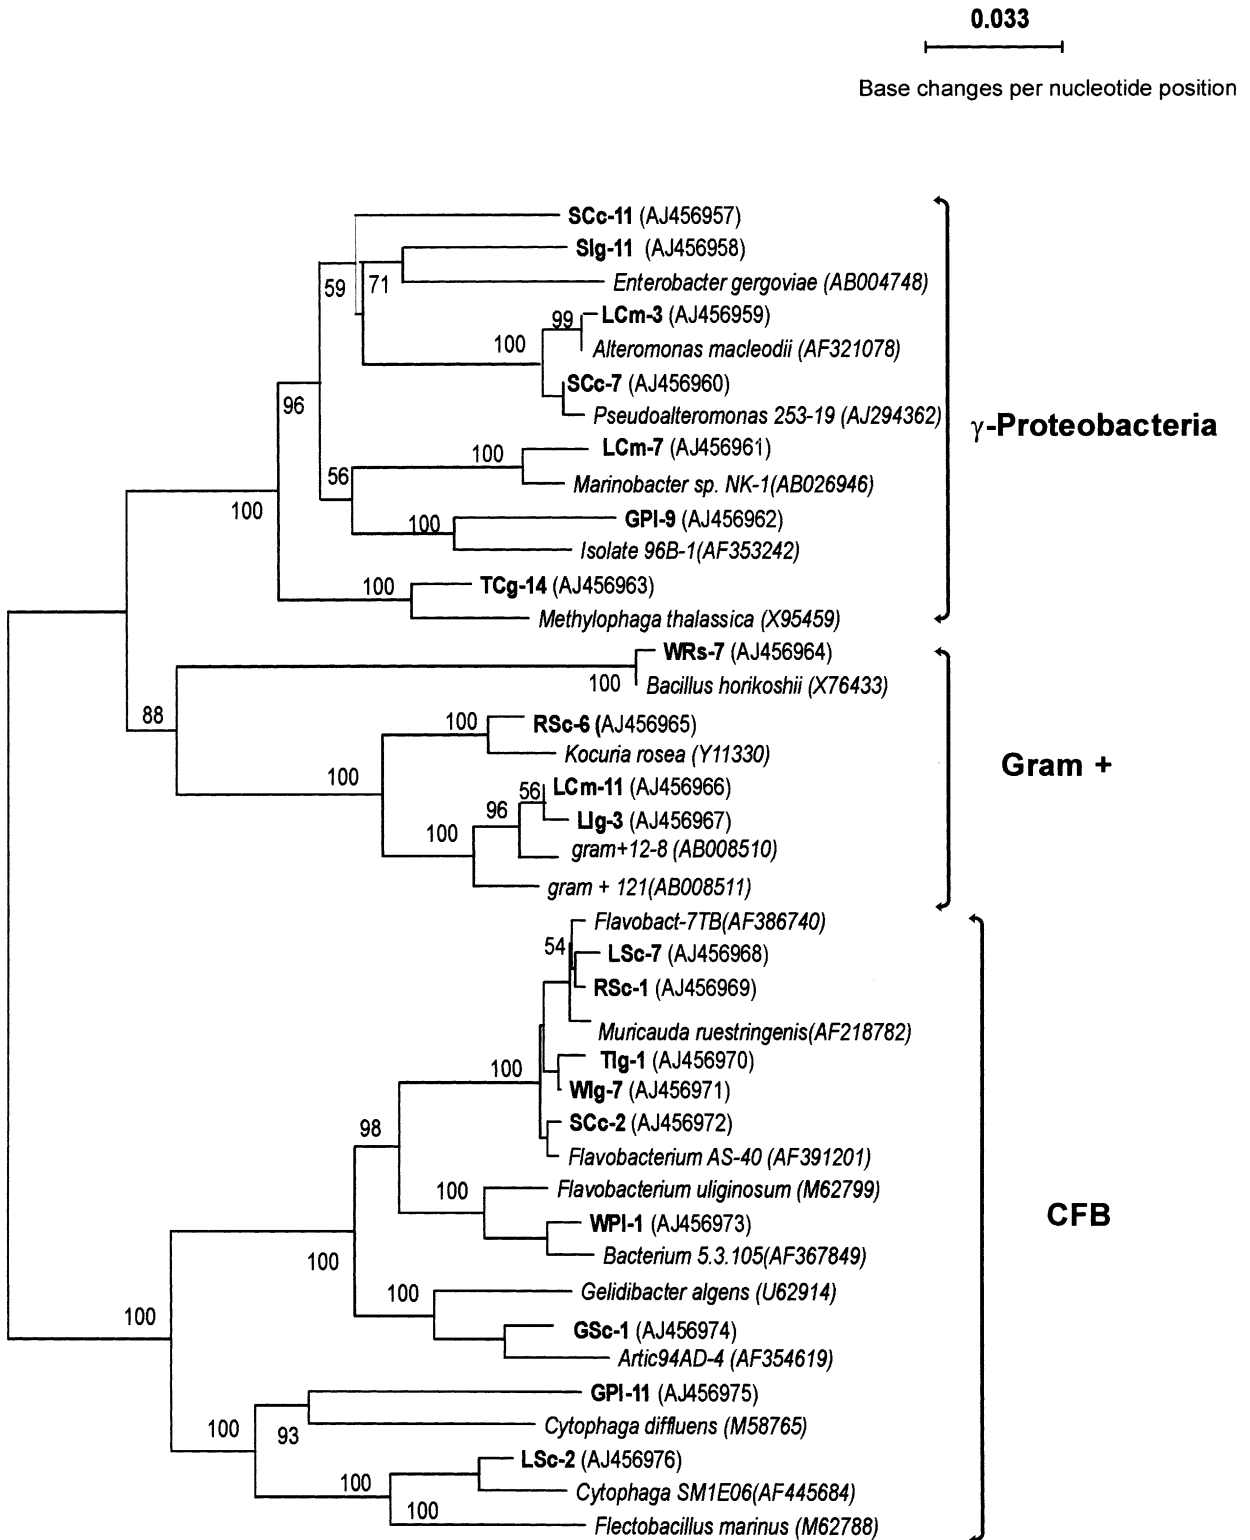 0.033
Base changes per nucleotide position
SCc-11 (AJ456957)
SIg-11 (AJ456958)
59
71
Enterobacter gergoviae (AB004748)
99
LCm-3 (AJ456959)
100
Alteromonas macleodii (AF321078)
SCc-7 (AJ456960)
96
Pseudoalteromonas 253-19 (AJ294362)
γ-Proteobacteria
LCm-7 (AJ456961)
100
56
Marinobacter sp. NK-1(AB026946)
100
GPI-9 (AJ456962)
100
Isolate 96B-1(AF353242)
100
TCg-14 (AJ456963)
Methylophaga thalassica (X95459)
WRs-7 (AJ456964)
100
Bacillus horikoshii (X76433)
88
100
RSc-6 (AJ456965)
Kocuria rosea (Y11330)
Gram +
100
56
LCm-11 (AJ456966)
96
LIg-3 (AJ456967)
100
gram+12-8 (AB008510)
gram + 121(AB008511)
Flavobact-7TB(AF386740)
54
LSc-7 (AJ456968)
RSc-1 (AJ456969)
Muricauda ruestringenis(AF218782)
TIg-1 (AJ456970)
100
WIg-7 (AJ456971)
98
SCc-2 (AJ456972)
Flavobacterium AS-40 (AF391201)
100
Flavobacterium uliginosum (M62799)
CFB
WPI-1 (AJ456973)
Bacterium 5.3.105(AF367849)
100
100
Gelidibacter algens (U62914)
100
GSc-1 (AJ456974)
Artic94AD-4 (AF354619)
GPI-11 (AJ456975)
100
93
Cytophaga diffluens (M58765)
LSc-2 (AJ456976)
100
Cytophaga SM1E06(AF445684)
100
Flectobacillus marinus (M62788)